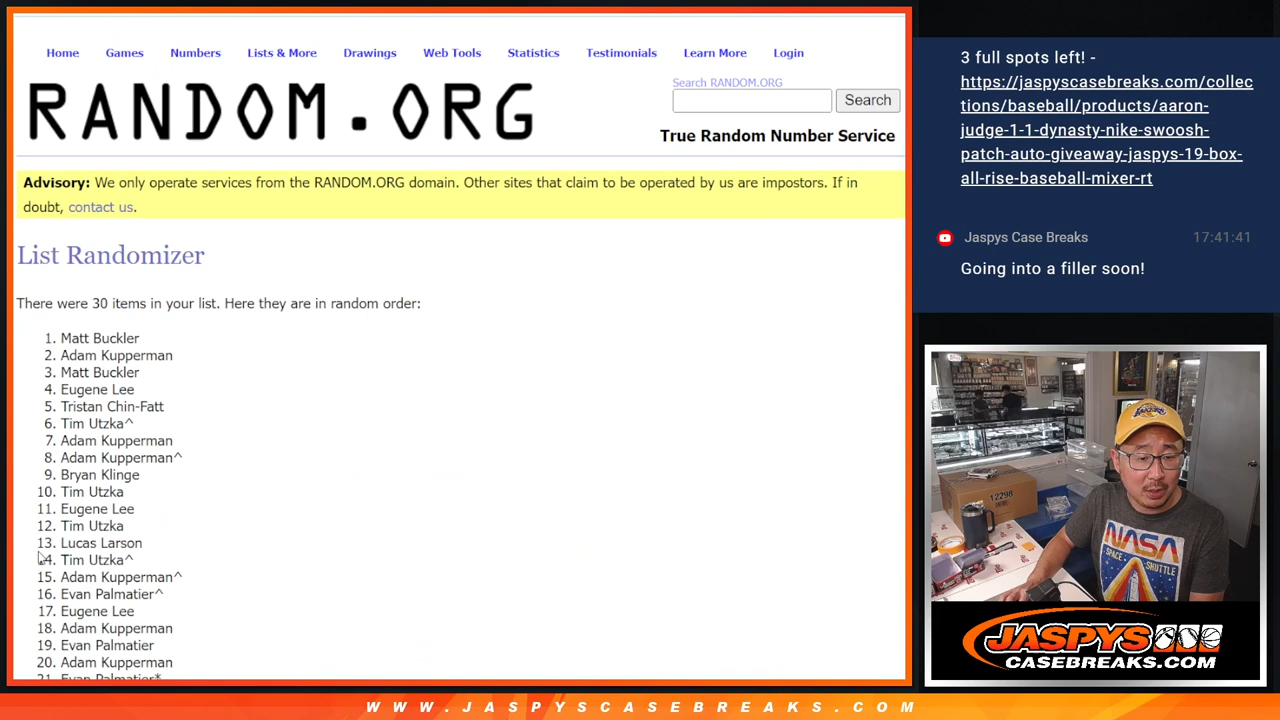 Home Games Numbers Lists & More Drawings Web Tools Statistics Testimonials Learn More Login
RANDOM.ORG
Search RANDOM.ORG
Search
True Random Number Service
Advisory: We only operate services from the RANDOM.ORG domain. Other sites that claim to be operated by us are impostors. If in
doubt, contact us.
List Randomizer
There were 30 items in your list. Here they are in random order:
1. Matt Buckler
2. Adam Kupperman
3. Matt Buckler
4. Eugene Lee
5. Tristan Chin-Fatt
6. Tim Utzka^
7. Adam Kupperman
8. Adam Kupperman^
9. Bryan Klinge
10. Tim Utzka
11. Eugene Lee
12. Tim Utzka
13. Lucas Larson
14. Tim Utzka^
15. Adam Kupperman^
16. Evan Palmatier^
17. Eugene Lee
18. Adam Kupperman
19. Evan Palmatier
20. Adam Kupperman
21. Evan Palmatier*
3 full spots left! -
https://jaspyscasebreaks.com/collec
tions/baseball/products/aaron-
judge-1-1-dynasty-nike-swoosh-
patch-auto-giveaway-jaspys-19-box-
all-rise-baseball-mixer-rt
Jaspys Case Breaks 17:41:41
Going into a filler soon!
12298
NASA
SPACE SHUTTLE
JASPYS
CASEBREAKS.COM
WWW.JASPYSCASEBREAKS.COM